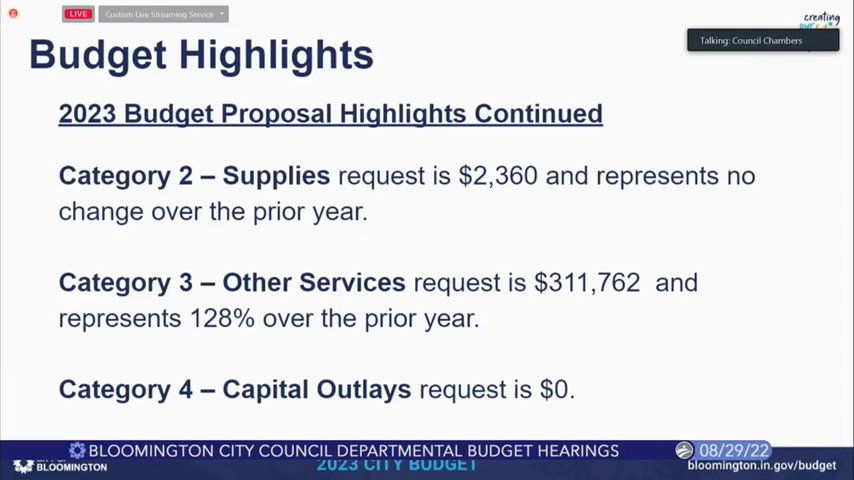 LIVE
Custom Live Streaming Service
creating
Talking: Council Chambers
Budget Highlights
2023 Budget Proposal Highlights Continued
Category 2 – Supplies request is $2,360 and represents no
change over the prior year.
Category 3 – Other Services request is $311,762 and
represents 128% over the prior year.
Category 4 – Capital Outlays request is $0.
BLOOMINGTON CITY COUNCIL DEPARTMENTAL BUDGET HEARINGS
08/29/22
BLOOMINGTON
2023 CITY BUDGET
bloomington.in.gov/budget